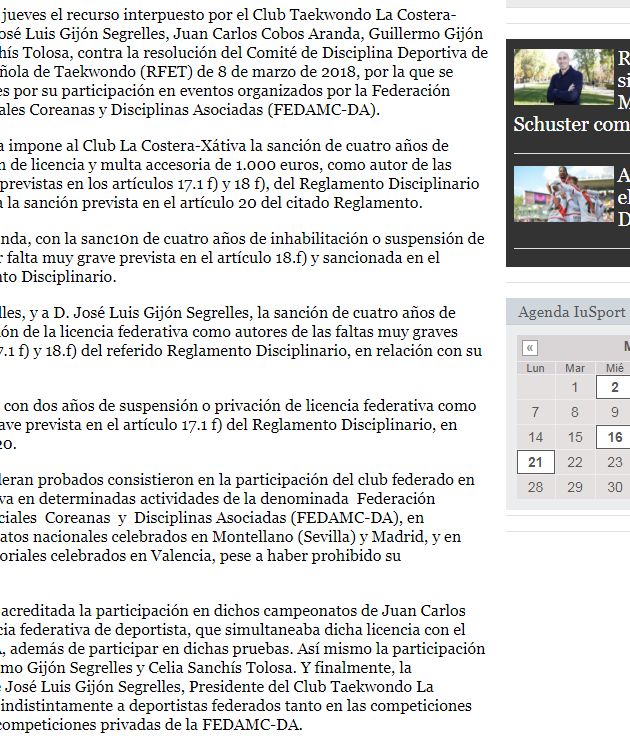 jueves el recurso interpuesto por el Club Taekwondo La Costera-
osé Luis Gijón Segrelles, Juan Carlos Cobos Aranda, Guillermo Gijón
hís Tolosa, contra la resolución del Comité de Disciplina Deportiva de
ñola de Taekwondo (RFET) de 8 de marzo de 2018, por la que se
es por su participación en eventos organizados por la Federación
ales Coreanas y Disciplinas Asociadas (FEDAMC-DA).
a impone al Club La Costera-Xátiva la sanción de cuatro años de
n de licencia y multa accesoria de 1.000 euros, como autor de las
previstas en los artículos 17.1 f) y 18 f), del Reglamento Disciplinario
a la sanción prevista en el artículo 20 del citado Reglamento.
nda, con la sanc10n de cuatro años de inhabilitación o suspensión de
r falta muy grave prevista en el artículo 18.f) y sancionada en el
nto Disciplinario.
lles, y a D. José Luis Gijón Segrelles, la sanción de cuatro años de
ón de la licencia federativa como autores de las faltas muy graves
7.1 f) y 18.f) del referido Reglamento Disciplinario, en relación con su
con dos años de suspensión o privación de licencia federativa como
ave prevista en el artículo 17.1 f) del Reglamento Disciplinario, en
20.
deran probados consistieron en la participación del club federado en
va en determinadas actividades de la denominada Federación
ciales Coreanas y Disciplinas Asociadas (FEDAMC-DA), en
atos nacionales celebrados en Montellano (Sevilla) y Madrid, y en
oriales celebrados en Valencia, pese a haber prohibido su
acreditada la participación en dichos campeonatos de Juan Carlos
cia federativa de deportista, que simultaneaba dicha licencia con el
A, además de participar en dichas pruebas. Así mismo la participación
mo Gijón Segrelles y Celia Sanchís Tolosa. Y finalmente, la
e José Luis Gijón Segrelles, Presidente del Club Taekwondo La
indistintamente a deportistas federados tanto en las competiciones
competiciones privadas de la FEDAMC-DA.
R
si
M
Schuster com
A
el
D
Agenda IuSport
« M
Lun Mar Mié
1 2
7 8 9
14 15 16
21 22 23
28 29 30